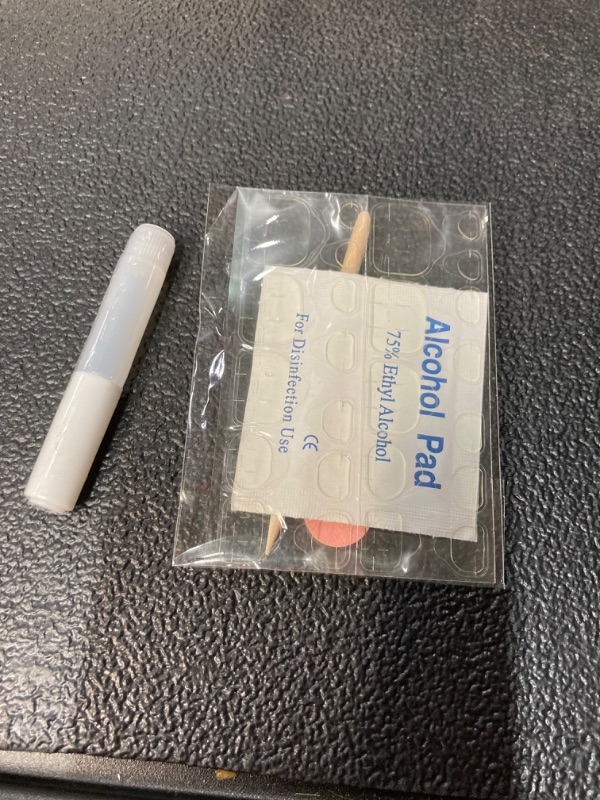 Alcohol Pad
75% Ethyl Alcohol
CE
For Disinfection Use